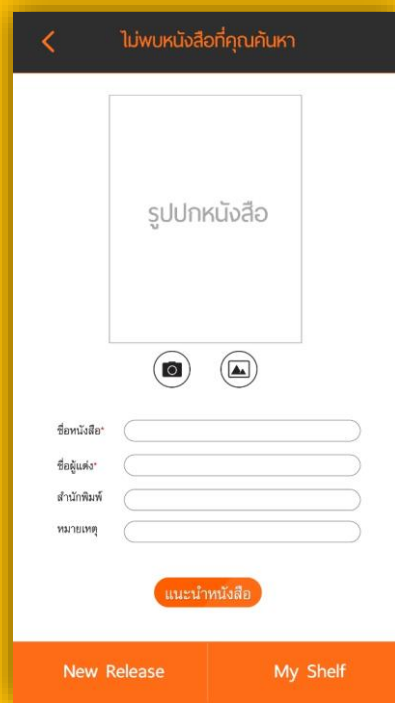 ไม่พบหนังสือที่คุณค้นหา
รูปปกหนังสือ
ชื่อหนังสือ*
ชื่อผู้แต่ง*
สำนักพิมพ์
หมายเหตุ
แนะนำหนังสือ
New Release
My Shelf